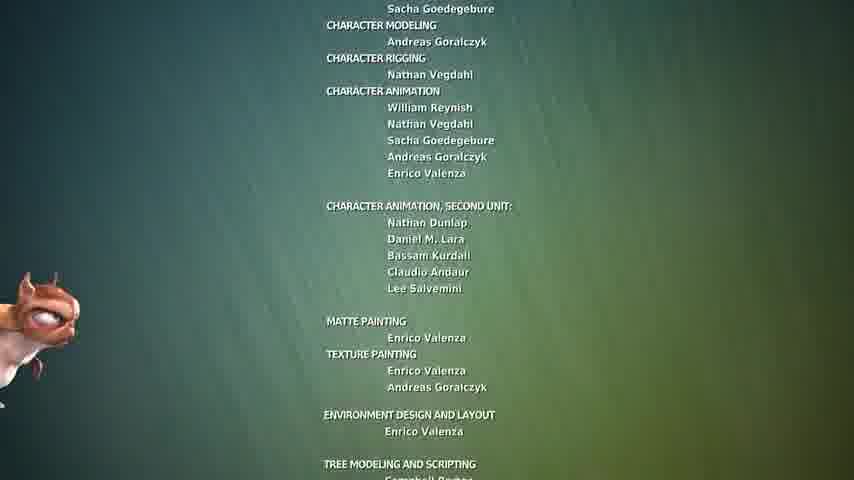 Sacha Goedegebure
CHARACTER MODELING
Andreas Goralczyk
CHARACTER RIGGING
Nathan Vegdahl
CHARACTER ANIMATION
William Reynish
Nathan Vegdahl
Sacha Goedegebure
Andreas Goralczyk
Enrico Valenza
CHARACTER ANIMATION, SECOND UNIT:
Nathan Dunlap
Daniel M. Lara
Bassam Kurdali
Claudio Andaur
Lee Salvemini
MATTE PAINTING
Enrico Valenza
TEXTURE PAINTING
Enrico Valenza
Andreas Goralczyk
ENVIRONMENT DESIGN AND LAYOUT
Enrico Valenza
TREE MODELING AND SCRIPTING
Campbell